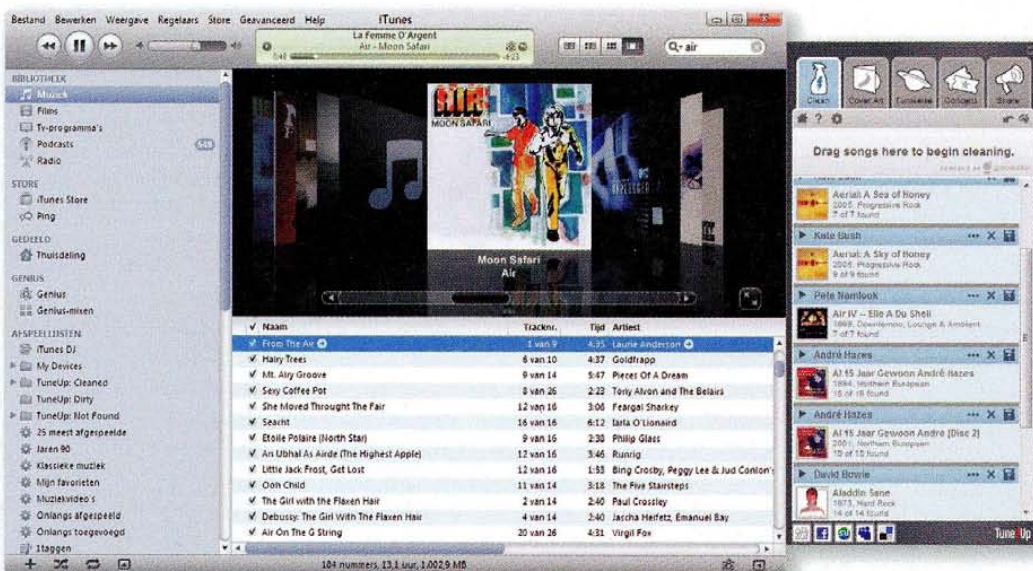 Bestand Bewerken Weergave Regelaars Store Geavanceerd Help
iTunes
La Femme D'Argent
Air - Moon Safari
air
BIBLIOTHEEK
Muziek
Films
Tv-programma's
Podcasts
Radio
STORE
iTunes Store
Ping
GEDEELD
Thuisdeling
GENIUS
Genius
Genius-mixen
AFSPEELLIJSTEN
iTunes DJ
My Devices
TuneUp: Cleaned
TuneUp: Dirty
TuneUp: Not Found
25 meest afgespeelde
Jaren 90
Klassieke muziek
Mijn favorieten
Muziekvideo's
Onlangs afgespeeld
Onlangs toegevoegd
1taggen
AIR
MOON SAFARI
UNPLUGGED
Moon Safari
Air
Naam Tracknr. Tijd Artiest
From The Air 1 van 9 4:35 Laurie Anderson
Hairy Trees 6 van 10 4:37 Goldfrapp
Mt. Airy Groove 9 van 14 5:47 Pieces Of A Dream
Sexy Coffee Pot 8 van 26 2:23 Tony Alvon and The Belairs
She Moved Throught The Fair 12 van 16 3:06 Feargal Sharkey
Seacht 16 van 16 6:12 Iarla O'Lionaird
Etoile Polaire (North Star) 9 van 16 2:38 Philip Glass
An Ubhal As Airde (The Highest Apple) 12 van 16 3:46 Runrig
Little Jack Frost, Get Lost 12 van 16 1:53 Bing Crosby, Peggy Lee & Jud Conlon's
Ooh Child 11 van 14 3:18 The Five Stairsteps
The Girl with the Flaxen Hair 2 van 14 2:40 Paul Crossley
Debussy: The Girl With The Flaxen Hair 4 van 14 2:40 Jascha Heifetz, Emanuel Bay
Air On The G String 20 van 26 4:31 Virgil Fox
184 nummers, 13,1 uur, 1.002,9 MB
Clean Cover Art Tuniverse Concerts Share
Drag songs here to begin cleaning.
Aerial: A Sea of Honey
2005, Progressive Rock
7 of 7 found
Kate Bush
Aerial: A Sky of Honey
2005, Progressive Rock
9 of 9 found
Pete Namlook
Air IV -- Elle A Du Shell
Downtempo, Lounge & Ambient
7 of 7 found
André Hazes
Al 15 Jaar Gewoon André Hazes
Northern European
found
André Hazes
Al 15 Jaar Gewoon André [Disc 2]
Northern European
found
David Bowie
Aladdin Sane
1973, Hard Rock
14 of 14 found
TuneUp